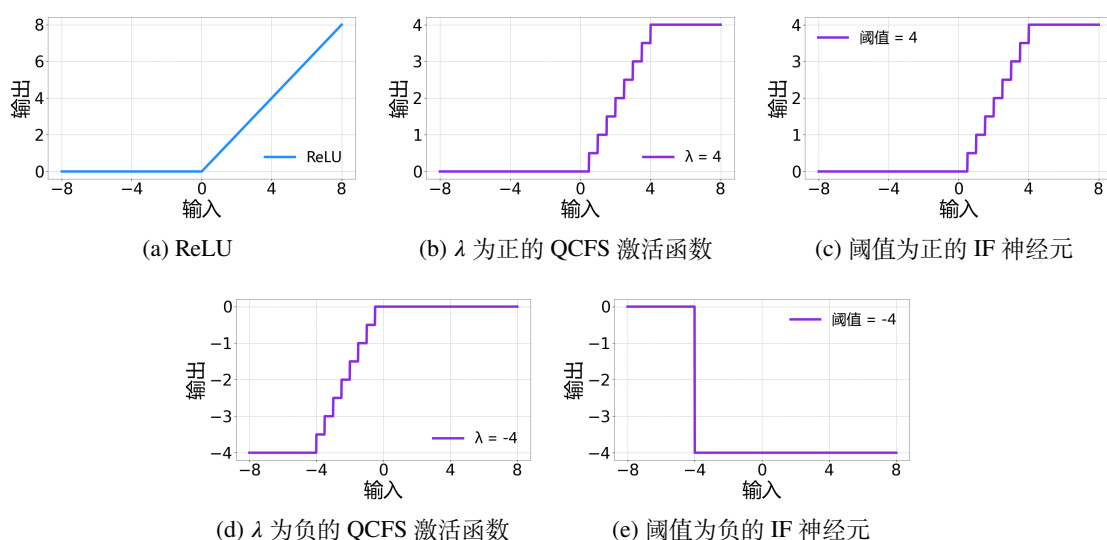 8
6
4
2
0
输出
ReLU
−8 −4 0 4 8
输入
(a) ReLU
4
3
2
1
0
输出
λ = 4
−8 −4 0 4 8
输入
(b) λ 为正的 QCFS 激活函数
4
3
2
1
0
输出
阈值 = 4
−8 −4 0 4 8
输入
(c) 阈值为正的 IF 神经元
0
−1
−2
−3
−4
输出
λ = -4
−8 −4 0 4 8
输入
(d) λ 为负的 QCFS 激活函数
0
−1
−2
−3
−4
输出
阈值 = -4
−8 −4 0 4 8
输入
(e) 阈值为负的 IF 神经元